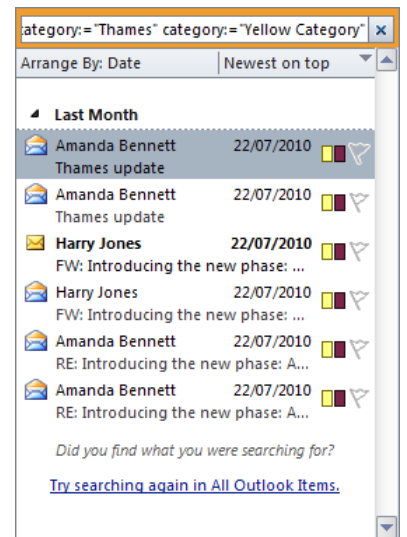 category:="Thames" category:="Yellow Category"
Arrange By: Date Newest on top
Last Month
Amanda Bennett 22/07/2010
Thames update
Amanda Bennett 22/07/2010
Thames update
Harry Jones 22/07/2010
FW: Introducing the new phase: ...
Harry Jones 22/07/2010
FW: Introducing the new phase: ...
Amanda Bennett 22/07/2010
RE: Introducing the new phase: A...
Amanda Bennett 22/07/2010
RE: Introducing the new phase: A...
Did you find what you were searching for?
Try searching again in All Outlook Items.